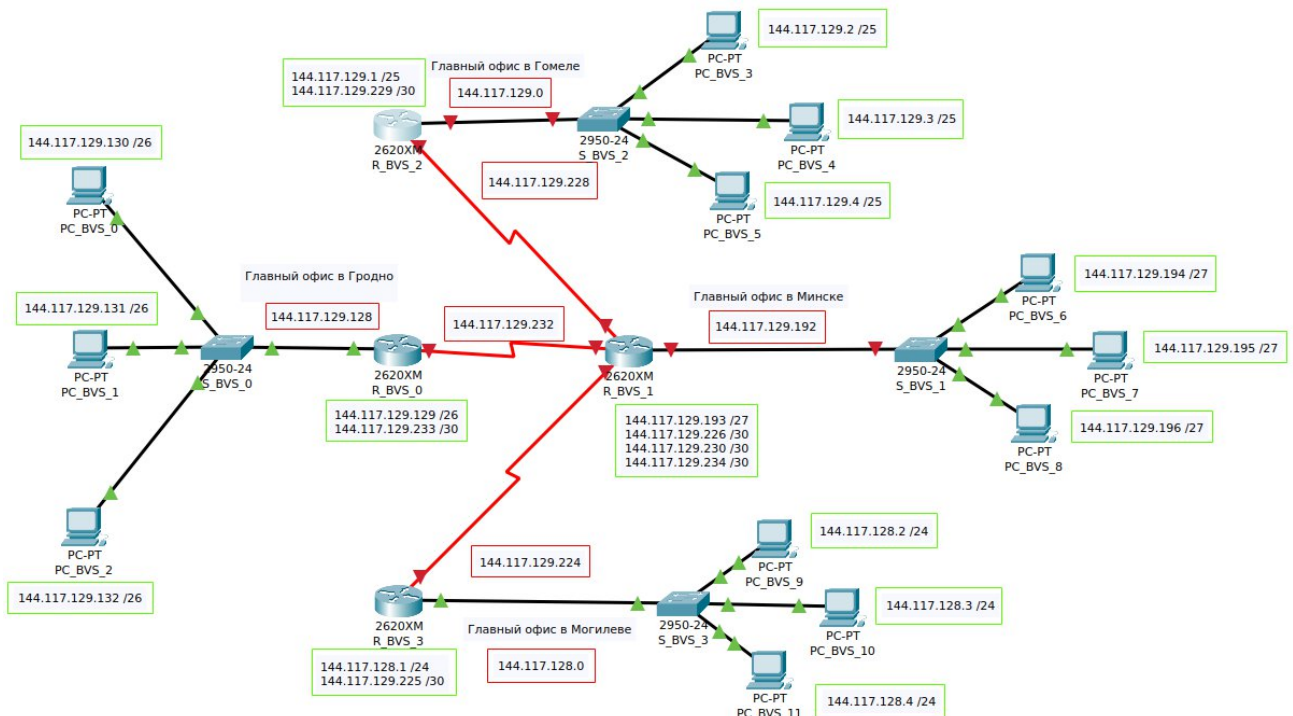 144.117.129.2 /25
PC-PT
PC_BVS_3
Главный офис в Гомеле
144.117.129.1 /25
144.117.129.229 /30
144.117.129.0
2620XM
R_BVS_2
2950-24
S_BVS_2
144.117.129.3 /25
PC-PT
PC_BVS_4
144.117.129.228
144.117.129.4 /25
PC-PT
PC_BVS_5
144.117.129.130 /26
PC-PT
PC_BVS_0
Главный офис в Гродно
144.117.129.128
144.117.129.131 /26
PC-PT
PC_BVS_1
2950-24
S_BVS_0
2620XM
R_BVS_0
144.117.129.129 /26
144.117.129.233 /30
144.117.129.232
PC-PT
PC_BVS_2
144.117.129.132 /26
Главный офис в Минске
144.117.129.192
2620XM
R_BVS_1
144.117.129.193 /27
144.117.129.226 /30
144.117.129.230 /30
144.117.129.234 /30
2950-24
S_BVS_1
144.117.129.194 /27
PC-PT
PC_BVS_6
144.117.129.195 /27
PC-PT
PC_BVS_7
144.117.129.196 /27
PC-PT
PC_BVS_8
144.117.129.224
2620XM
R_BVS_3
144.117.128.1 /24
144.117.129.225 /30
Главный офис в Могилеве
144.117.128.0
2950-24
S_BVS_3
144.117.128.2 /24
PC-PT
PC_BVS_9
144.117.128.3 /24
PC-PT
PC_BVS_10
144.117.128.4 /24
PC-PT
PC_BVS_11